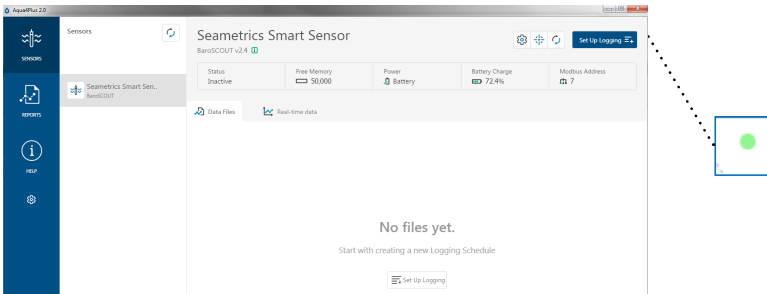 Aqua4Plus 2.0
SENSORS
REPORTS
HELP
Sensors
Seametrics Smart Sen..
BaroSCOUT
Seametrics Smart Sensor
BaroSCOUT v2.4
Set Up Logging
Status
Inactive
Free Memory
50,000
Power
Battery
Battery Charge
72.4%
Modbus Address
7
Data Files
Real-time data
No files yet.
Start with creating a new Logging Schedule
Set Up Logging